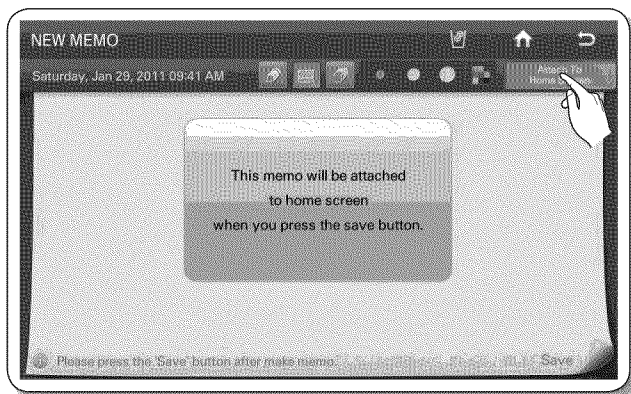 NEW MEMO
Saturday, Jan 29, 2011 09:41 AM
Attach To
Home Screen
This memo will be attached
to home screen
when you press the save button.
Please press the 'Save' button after make memo.
Save